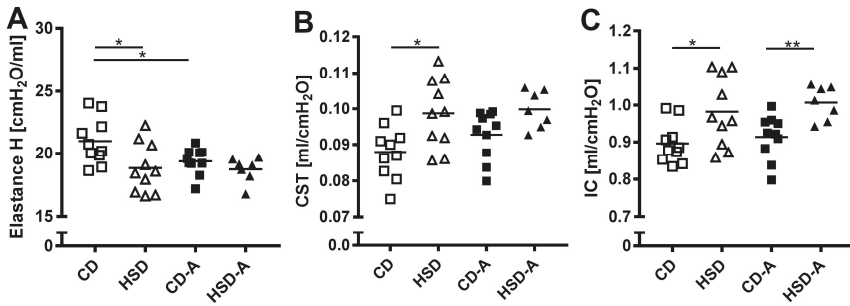 A
Elastance H [cmH2O/ml]
30
25
20
15
0
*
*
CD
HSD
CD-A
HSD-A
B
CST [ml/cmH2O]
0.12
0.11
0.10
0.09
0.08
0.07
0.0
*
CD
HSD
CD-A
HSD-A
C
IC [ml/cmH2O]
1.2
1.1
1.0
0.9
0.8
0.7
0
*
**
CD
HSD
CD-A
HSD-A